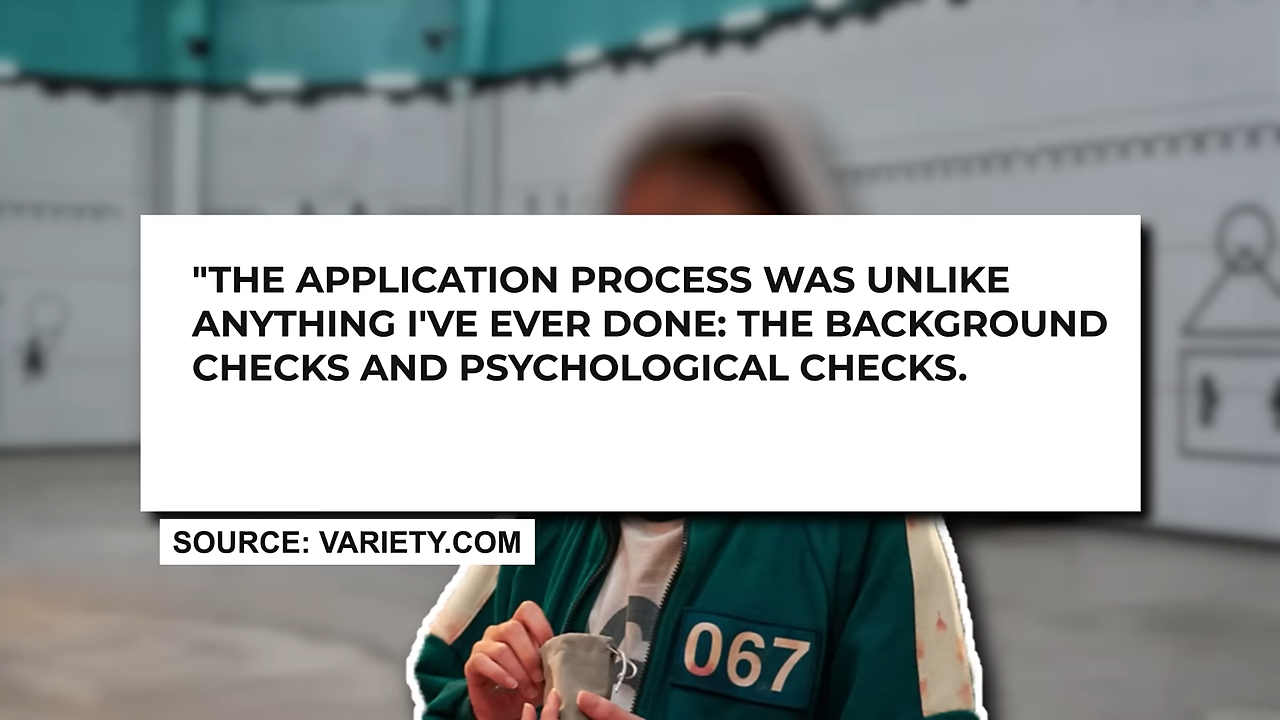 "THE APPLICATION PROCESS WAS UNLIKE
ANYTHING I'VE EVER DONE: THE BACKGROUND
CHECKS AND PSYCHOLOGICAL CHECKS.
SOURCE: VARIETY.COM
067